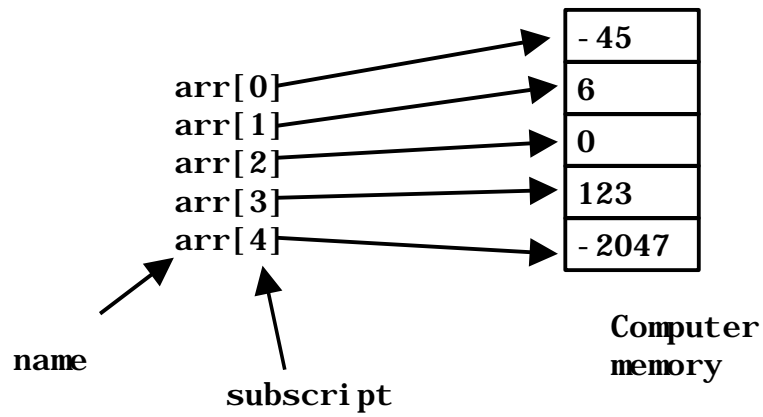 -45
arr[0]
6
arr[1]
0
arr[2]
123
arr[3]
-2047
arr[4]
Computer
memory
name
subscript